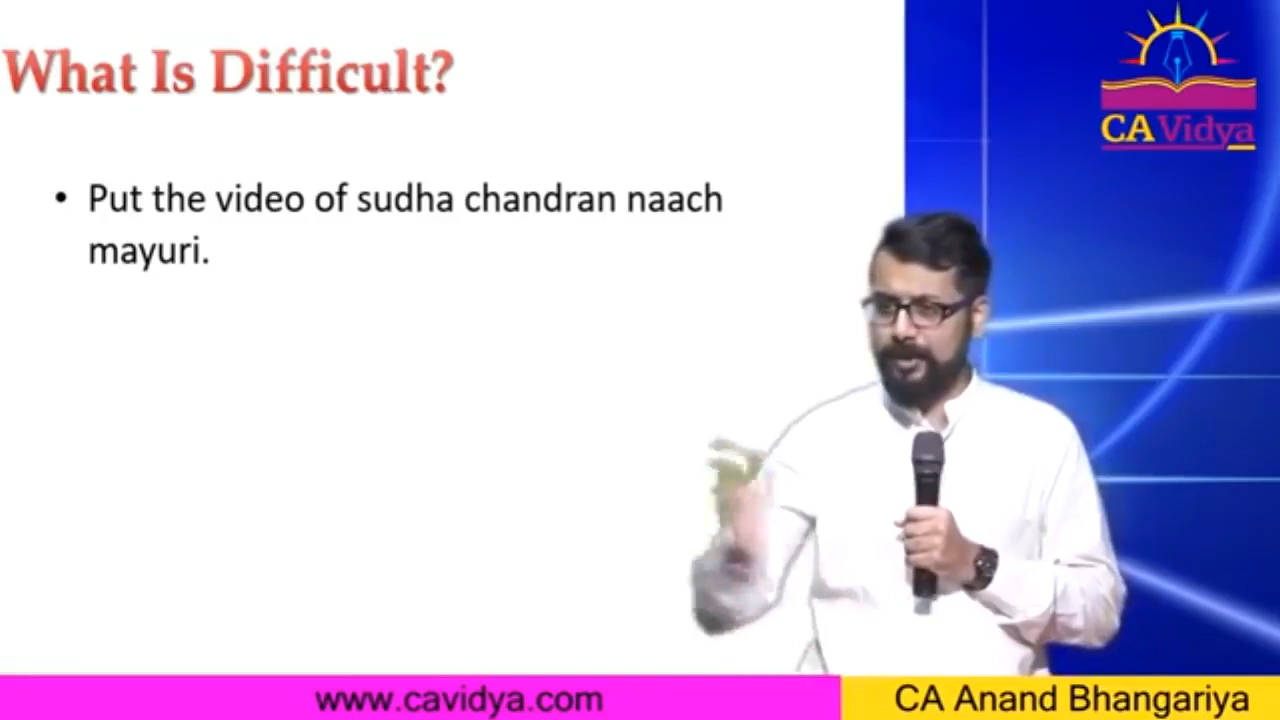 What Is Difficult?
CA Vidya
• Put the video of sudha chandran naach
mayuri.
www.cavidya.com
CA Anand Bhangariya